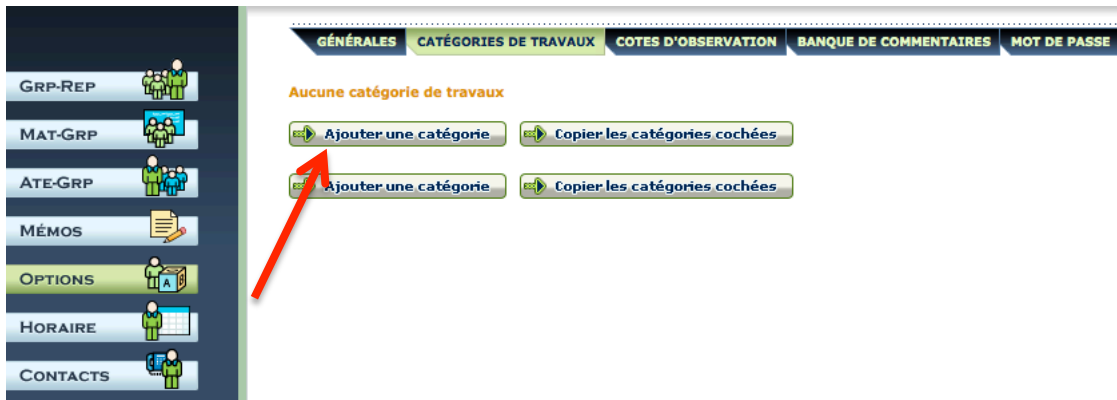 GÉNÉRALES CATÉGORIES DE TRAVAUX COTES D'OBSERVATION BANQUE DE COMMENTAIRES MOT DE PASSE
GRP-REP
MAT-GRP
ATE-GRP
MÉMOS
OPTIONS
A
HORAIRE
CONTACTS
Aucune catégorie de travaux
Ajouter une catégorie Copier les catégories cochées
Ajouter une catégorie Copier les catégories cochées